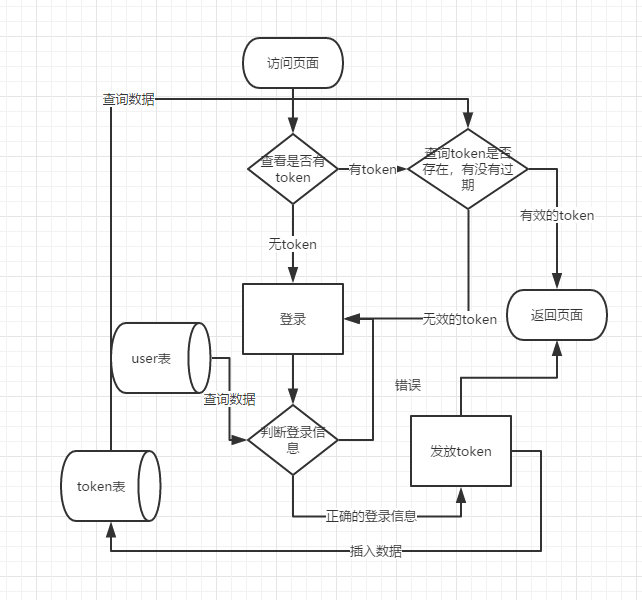 访问页面
查询数据
查看是否有
token
有token
查询token是否
存在，有没有过
期
有效的token
无token
登录
无效的token
返回页面
user表
错误
查询数据
判断登录信
息
发放token
token表
正确的登录信息
插入数据